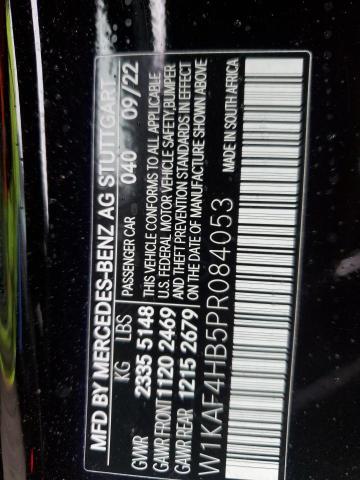 MFD BY MERCEDES-BENZ AG STUTTGART
KG LBS PASSENGER CAR 040 09/22
GVWR 2335 5148 THIS VEHICLE CONFORMS TO ALL APPLICABLE
GAWR FRONT 1120 2469 U.S. FEDERAL MOTOR VEHICLE SAFETY,BUMPER
GAWR REAR 1215 2679 AND THEFT PREVENTION STANDARDS IN EFFECT
ON THE DATE OF MANUFACTURE SHOWN ABOVE
W1KAF4HB5PR084053 MADE IN SOUTH AFRICA